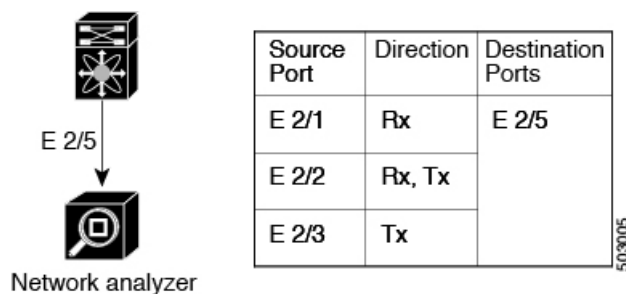 E 2/5
Network analyzer
Source Port Direction Destination Ports
E 2/1 Rx E 2/5
E 2/2 Rx, Tx
E 2/3 Tx
503005